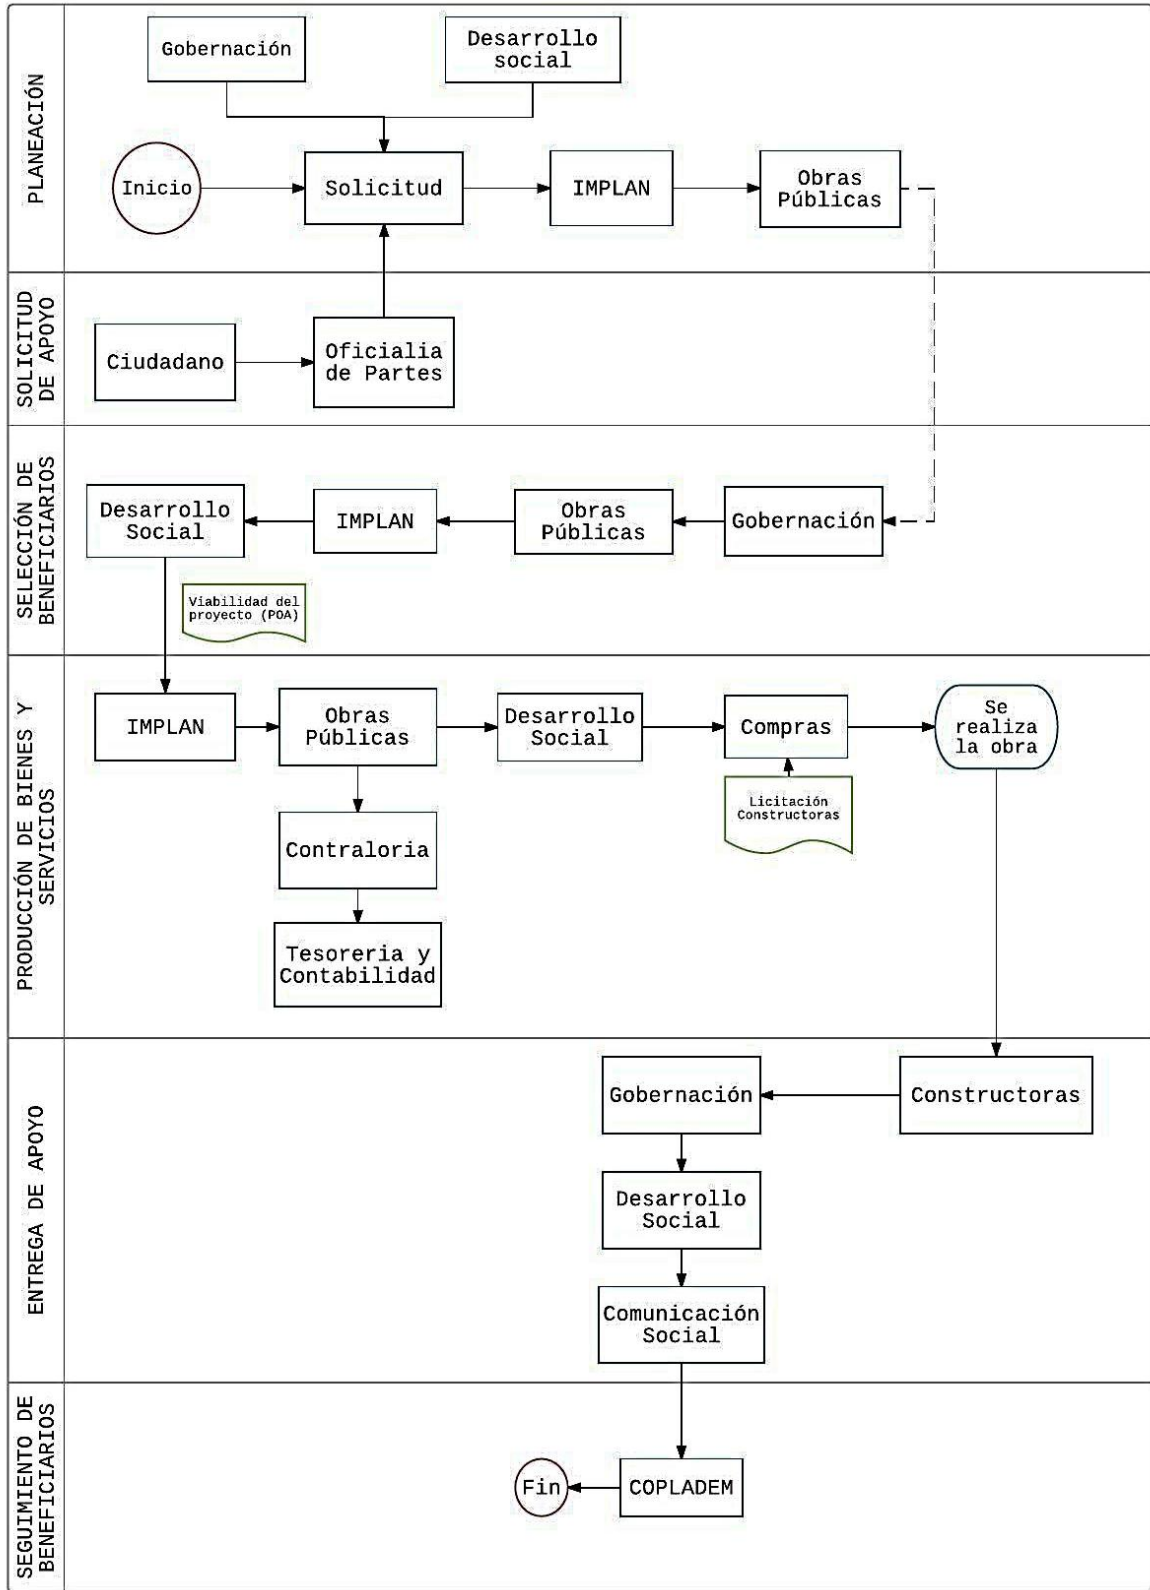 PLANEACIÓN
Gobernación
Desarrollo
social
Inicio
Solicitud
IMPLAN
Obras
Públicas
SOLICITUD
DE APOYO
Ciudadano
Oficialia
de Partes
SELECCIÓN DE
BENEFICIARIOS
Desarrollo
Social
IMPLAN
Obras
Públicas
Gobernación
Viabilidad del
proyecto (POA)
PRODUCCIÓN DE BIENES Y
SERVICIOS
IMPLAN
Obras
Públicas
Desarrollo
Social
Compras
Se
realiza
la obra
Licitación
Constructoras
Contraloria
Tesoreria y
Contabilidad
ENTREGA DE APOYO
Gobernación
Constructoras
Desarrollo
Social
Comunicación
Social
SEGUIMIENTO DE
BENEFICIARIOS
Fin
COPLADEM